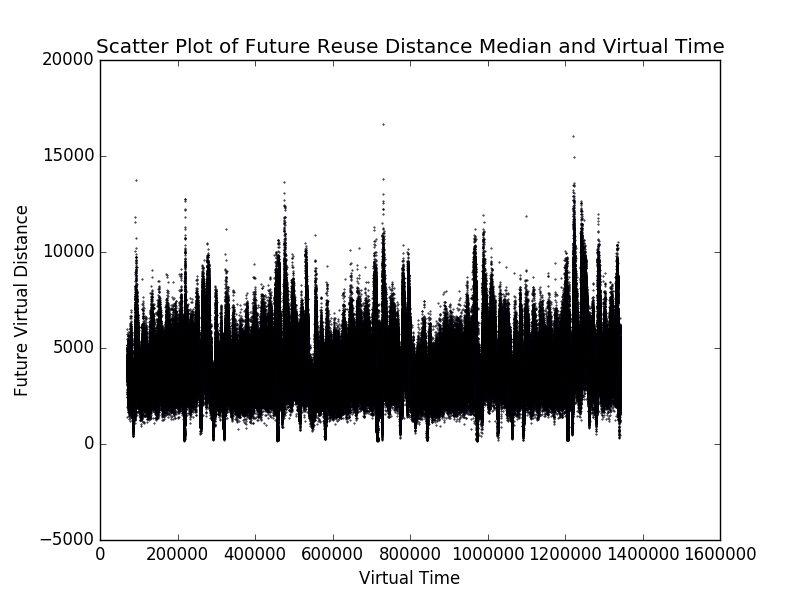 Scatter Plot of Future Reuse Distance Median and Virtual Time
20000
15000
10000
5000
0
−5000
Future Virtual Distance
0 200000 400000 600000 800000 1000000 1200000 1400000 1600000
Virtual Time